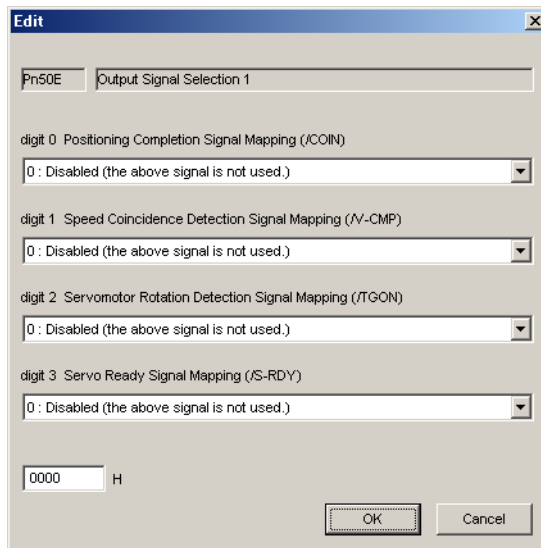 Edit
Pn50E Output Signal Selection 1
digit 0 Positioning Completion Signal Mapping (/COIN)
0 : Disabled (the above signal is not used.)
digit 1 Speed Coincidence Detection Signal Mapping (/V-CMP)
0 : Disabled (the above signal is not used.)
digit 2 Servomotor Rotation Detection Signal Mapping (/TGON)
0 : Disabled (the above signal is not used.)
digit 3 Servo Ready Signal Mapping (/S-RDY)
0 : Disabled (the above signal is not used.)
0000 H
OK Cancel